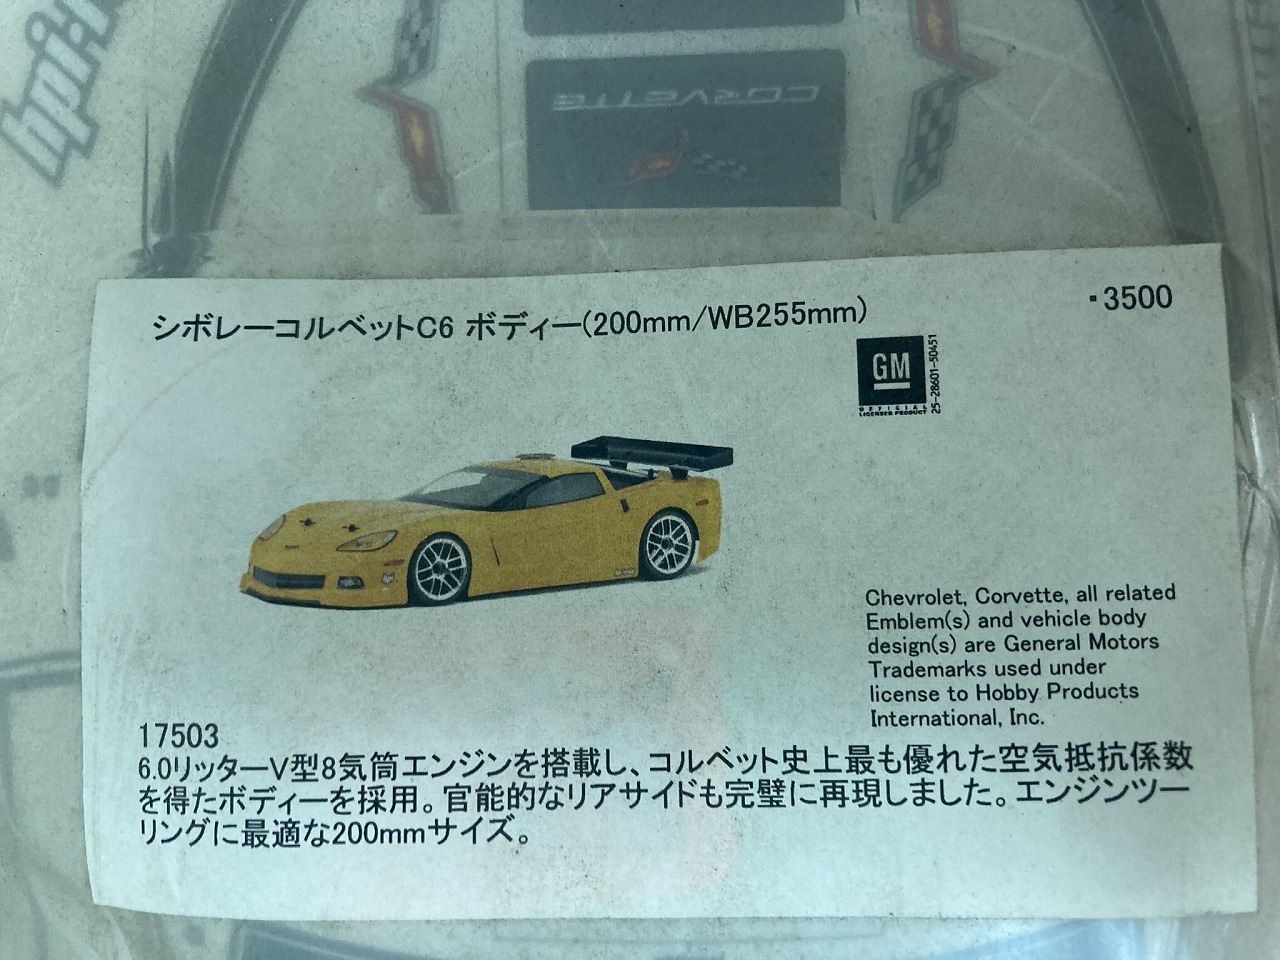 hpi
CORVETTE
シボレーコルベットC6 ボディー(200mm/WB255mm)
･3500
GM
OFFICIAL
LICENSED PRODUCT
25-28601-50451
Chevrolet, Corvette, all related
Emblem(s) and vehicle body
design(s) are General Motors
Trademarks used under
license to Hobby Products
International, Inc.
17503
6.0リッターV型8気筒エンジンを搭載し、コルベット史上最も優れた空気抵抗係数
を得たボディーを採用。官能的なリアサイドも完璧に再現しました。エンジンツー
リングに最適な200mmサイズ。